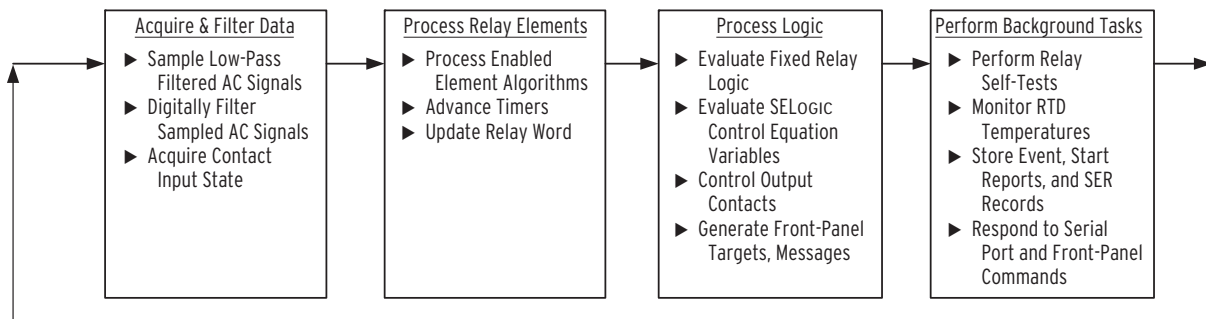 Acquire & Filter Data
▶ Sample Low-Pass
Filtered AC Signals
▶ Digitally Filter
Sampled AC Signals
▶ Acquire Contact
Input State
Process Relay Elements
▶ Process Enabled
Element Algorithms
▶ Advance Timers
▶ Update Relay Word
Process Logic
▶ Evaluate Fixed Relay
Logic
▶ Evaluate SELOGIC
Control Equation
Variables
▶ Control Output
Contacts
▶ Generate Front-Panel
Targets, Messages
Perform Background Tasks
▶ Perform Relay
Self-Tests
▶ Monitor RTD
Temperatures
▶ Store Event, Start
Reports, and SER
Records
▶ Respond to Serial
Port and Front-Panel
Commands